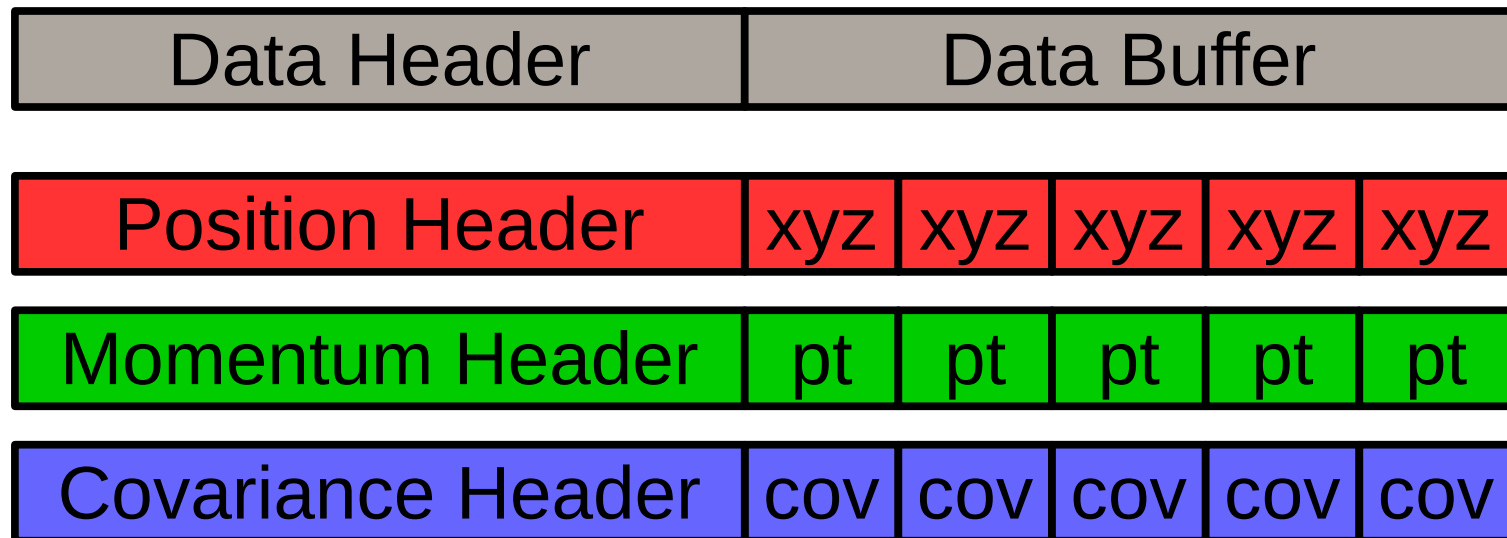 Data Header Data Buffer
Position Header xyz xyz xyz xyz xyz
Momentum Header pt pt pt pt pt
Covariance Header cov cov cov cov cov